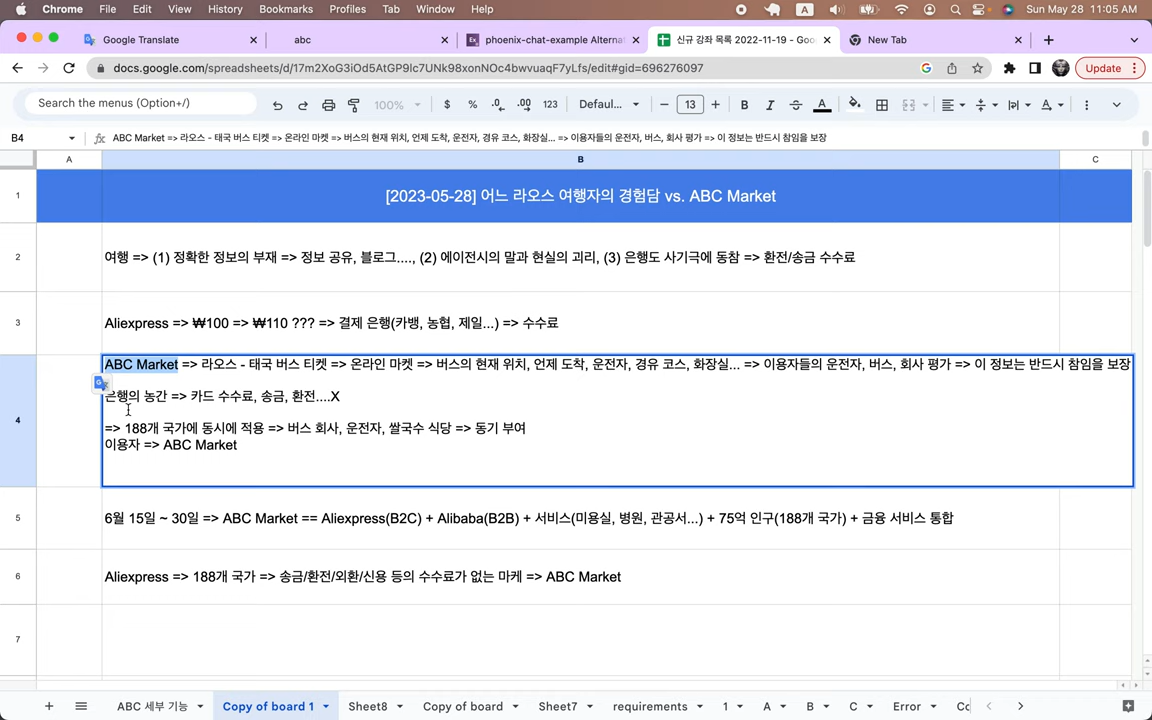 Chrome File Edit View History Bookmarks Profiles Tab Window Help A Sun May 28 11:05 AM
Google Translate abc phoenix-chat-example Alterna 신규 강좌 목록 2022-11-19 - Goo New Tab
docs.google.com/spreadsheets/d/17m2XoG3iOd5AtGP9lc7UNk98xonNOc4bwvuaqF7yLfs/edit#gid=696276097 Update
Search the menus (Option+/) 100% $ % .0 .00 123 Defaul... 13 B I A
B4 fx ABC Market => 라오스 - 태국 버스 티켓 => 온라인 마켓 => 버스의 현재 위치, 언제 도착, 운전자, 경유 코스, 화장실... => 이용자들의 운전자, 버스, 회사 평가 => 이 정보는 반드시 참임을 보장
A B C
1 [2023-05-28] 어느 라오스 여행자의 경험담 vs. ABC Market
2 여행 => (1) 정확한 정보의 부재 => 정보 공유, 블로그...., (2) 에이전시의 말과 현실의 괴리, (3) 은행도 사기극에 동참 => 환전/송금 수수료
3 Aliexpress => ₩100 => ₩110 ??? => 결제 은행(카뱅, 농협, 제일...) => 수수료
ABC Market => 라오스 - 태국 버스 티켓 => 온라인 마켓 => 버스의 현재 위치, 언제 도착, 운전자, 경유 코스, 화장실... => 이용자들의 운전자, 버스, 회사 평가 => 이 정보는 반드시 참임을 보장
은행의 농간 => 카드 수수료, 송금, 환전....X
4
=> 188개 국가에 동시에 적용 => 버스 회사, 운전자, 쌀국수 식당 => 동기 부여
이용자 => ABC Market
5 6월 15일 ~ 30일 => ABC Market == Aliexpress(B2C) + Alibaba(B2B) + 서비스(미용실, 병원, 관공서...) + 75억 인구(188개 국가) + 금융 서비스 통합
6 Aliexpress => 188개 국가 => 송금/환전/외환/신용 등의 수수료가 없는 마케 => ABC Market
7
ABC 세부 기능 Copy of board 1 Sheet8 Copy of board Sheet7 requirements 1 A B C Error Co